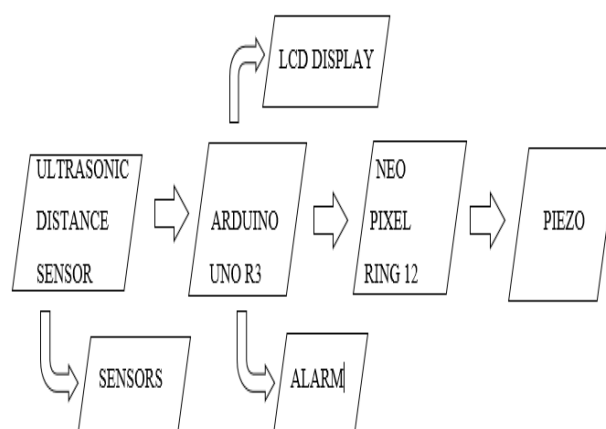 LCD DISPLAY
ULTRASONIC
DISTANCE
SENSOR
ARDUINO
UNO R3
NEO
PIXEL
RING 12
PIEZO
SENSORS
ALARM